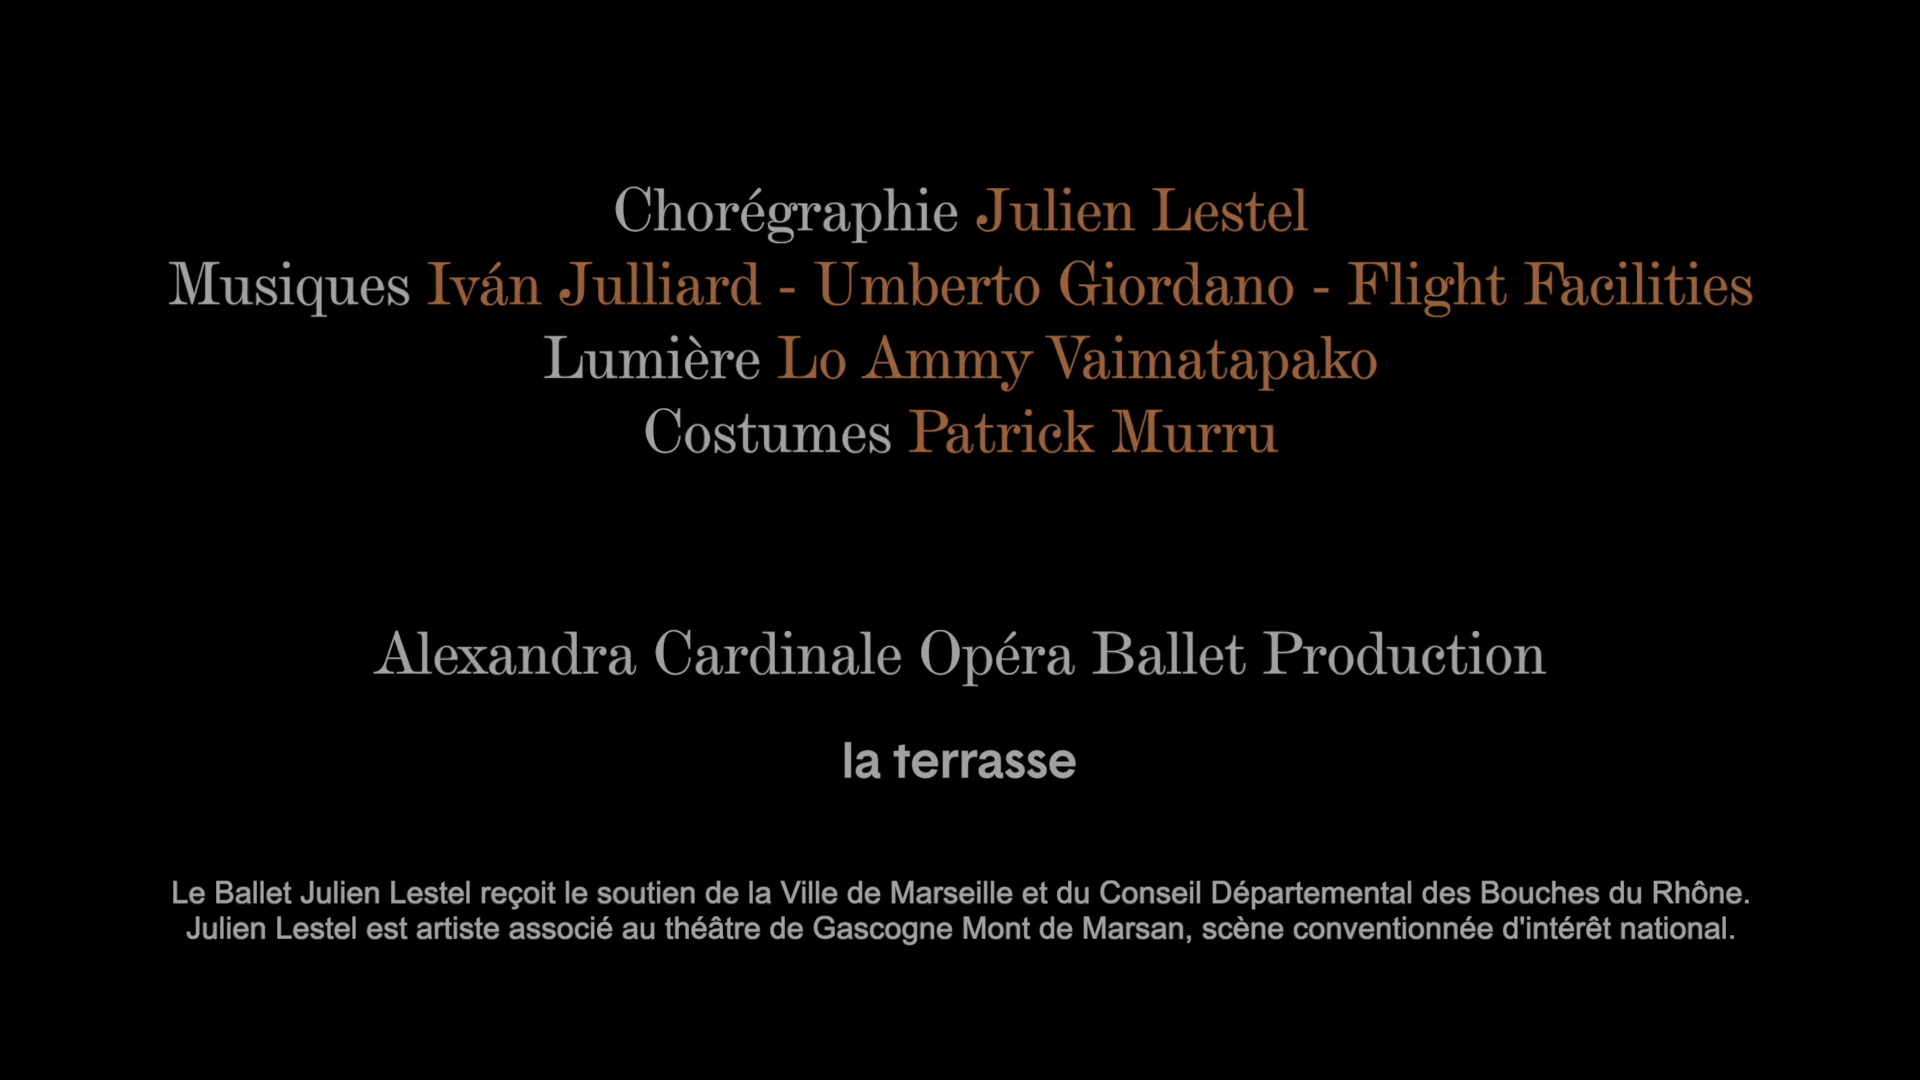 Chorégraphie Julien Lestel
Musiques Iván Julliard - Umberto Giordano - Flight Facilities
Lumière Lo Ammy Vaimatapako
Costumes Patrick Murru
Alexandra Cardinale Opéra Ballet Production
la terrasse
Le Ballet Julien Lestel reçoit le soutien de la Ville de Marseille et du Conseil Départemental des Bouches du Rhône.
Julien Lestel est artiste associé au théâtre de Gascogne Mont de Marsan, scène conventionnée d'intérêt national.